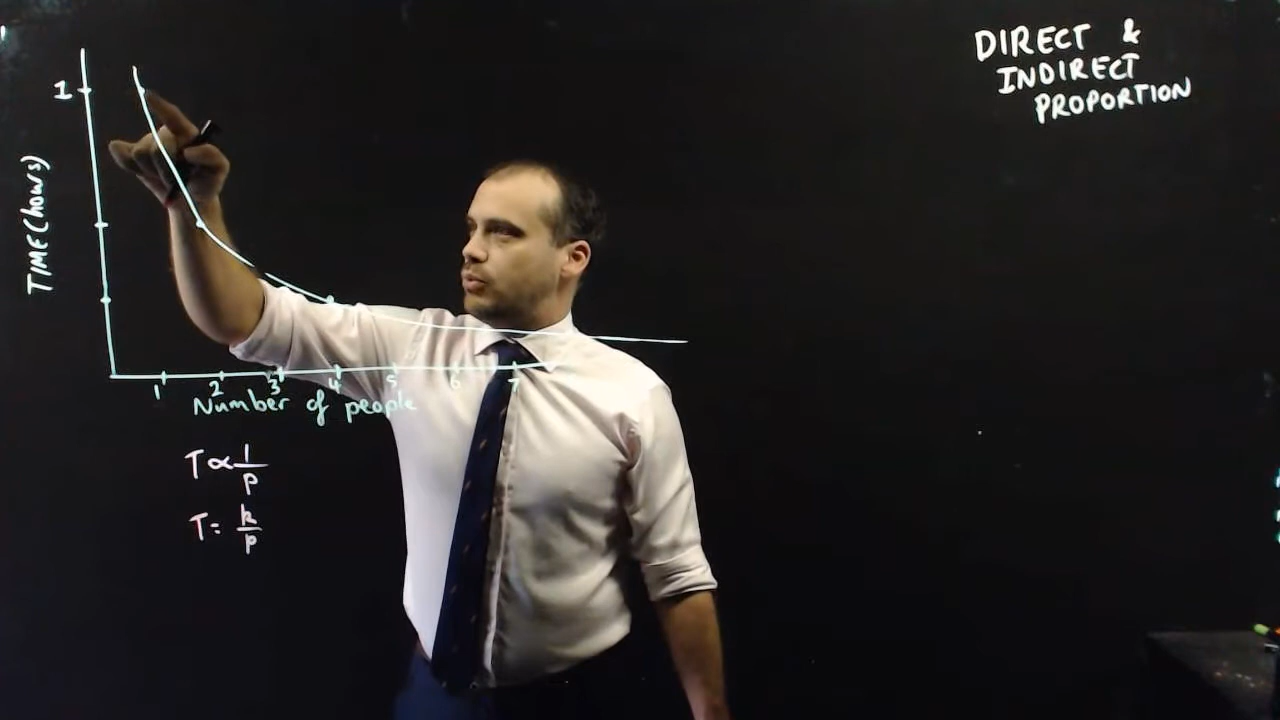 DIRECT &
INDIRECT
PROPORTION
1
TIME (hours)
1 2 3 4 5 6 7
Number of people
T ∝ 1/P
T = k/P